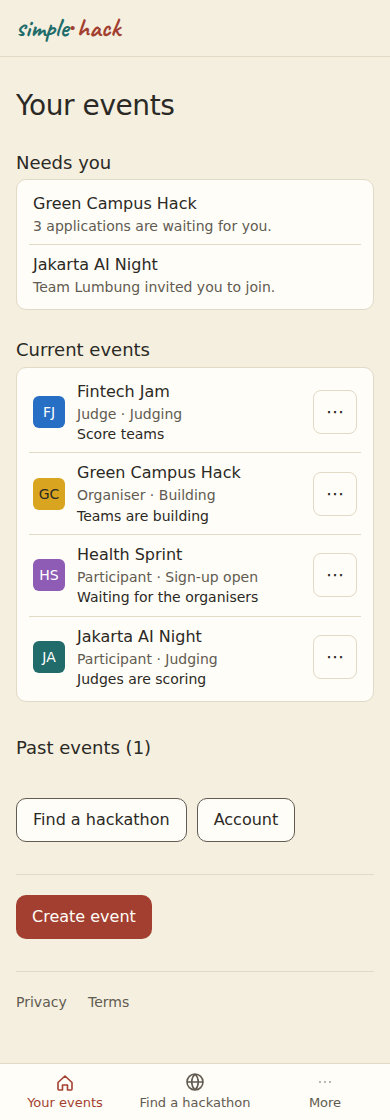 simple·hack
Your events
Needs you
Green Campus Hack
3 applications are waiting for you.
Jakarta AI Night
Team Lumbung invited you to join.
Current events
FJ
Fintech Jam
Judge · Judging
Score teams
···
GC
Green Campus Hack
Organiser · Building
Teams are building
···
HS
Health Sprint
Participant · Sign-up open
Waiting for the organisers
···
JA
Jakarta AI Night
Participant · Judging
Judges are scoring
···
Past events (1)
Find a hackathon Account
Create event
Privacy Terms
Your events Find a hackathon More